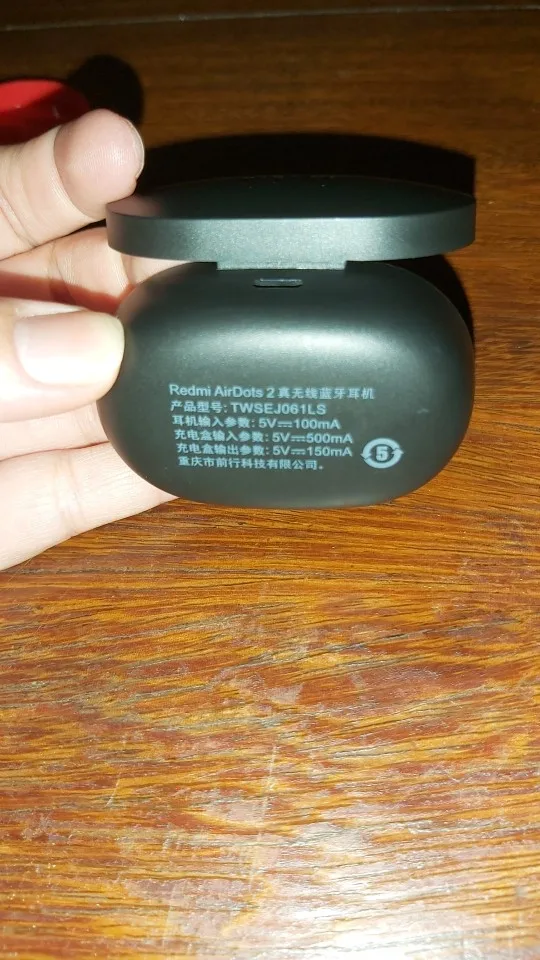 Redmi AirDots 2 真无线蓝牙耳机
产品型号: TWSEJ061LS
耳机输入参数: 5V⎓100mA
充电盒输入参数: 5V⎓500mA
充电盒输出参数: 5V⎓150mA
重庆市前行科技有限公司。
5